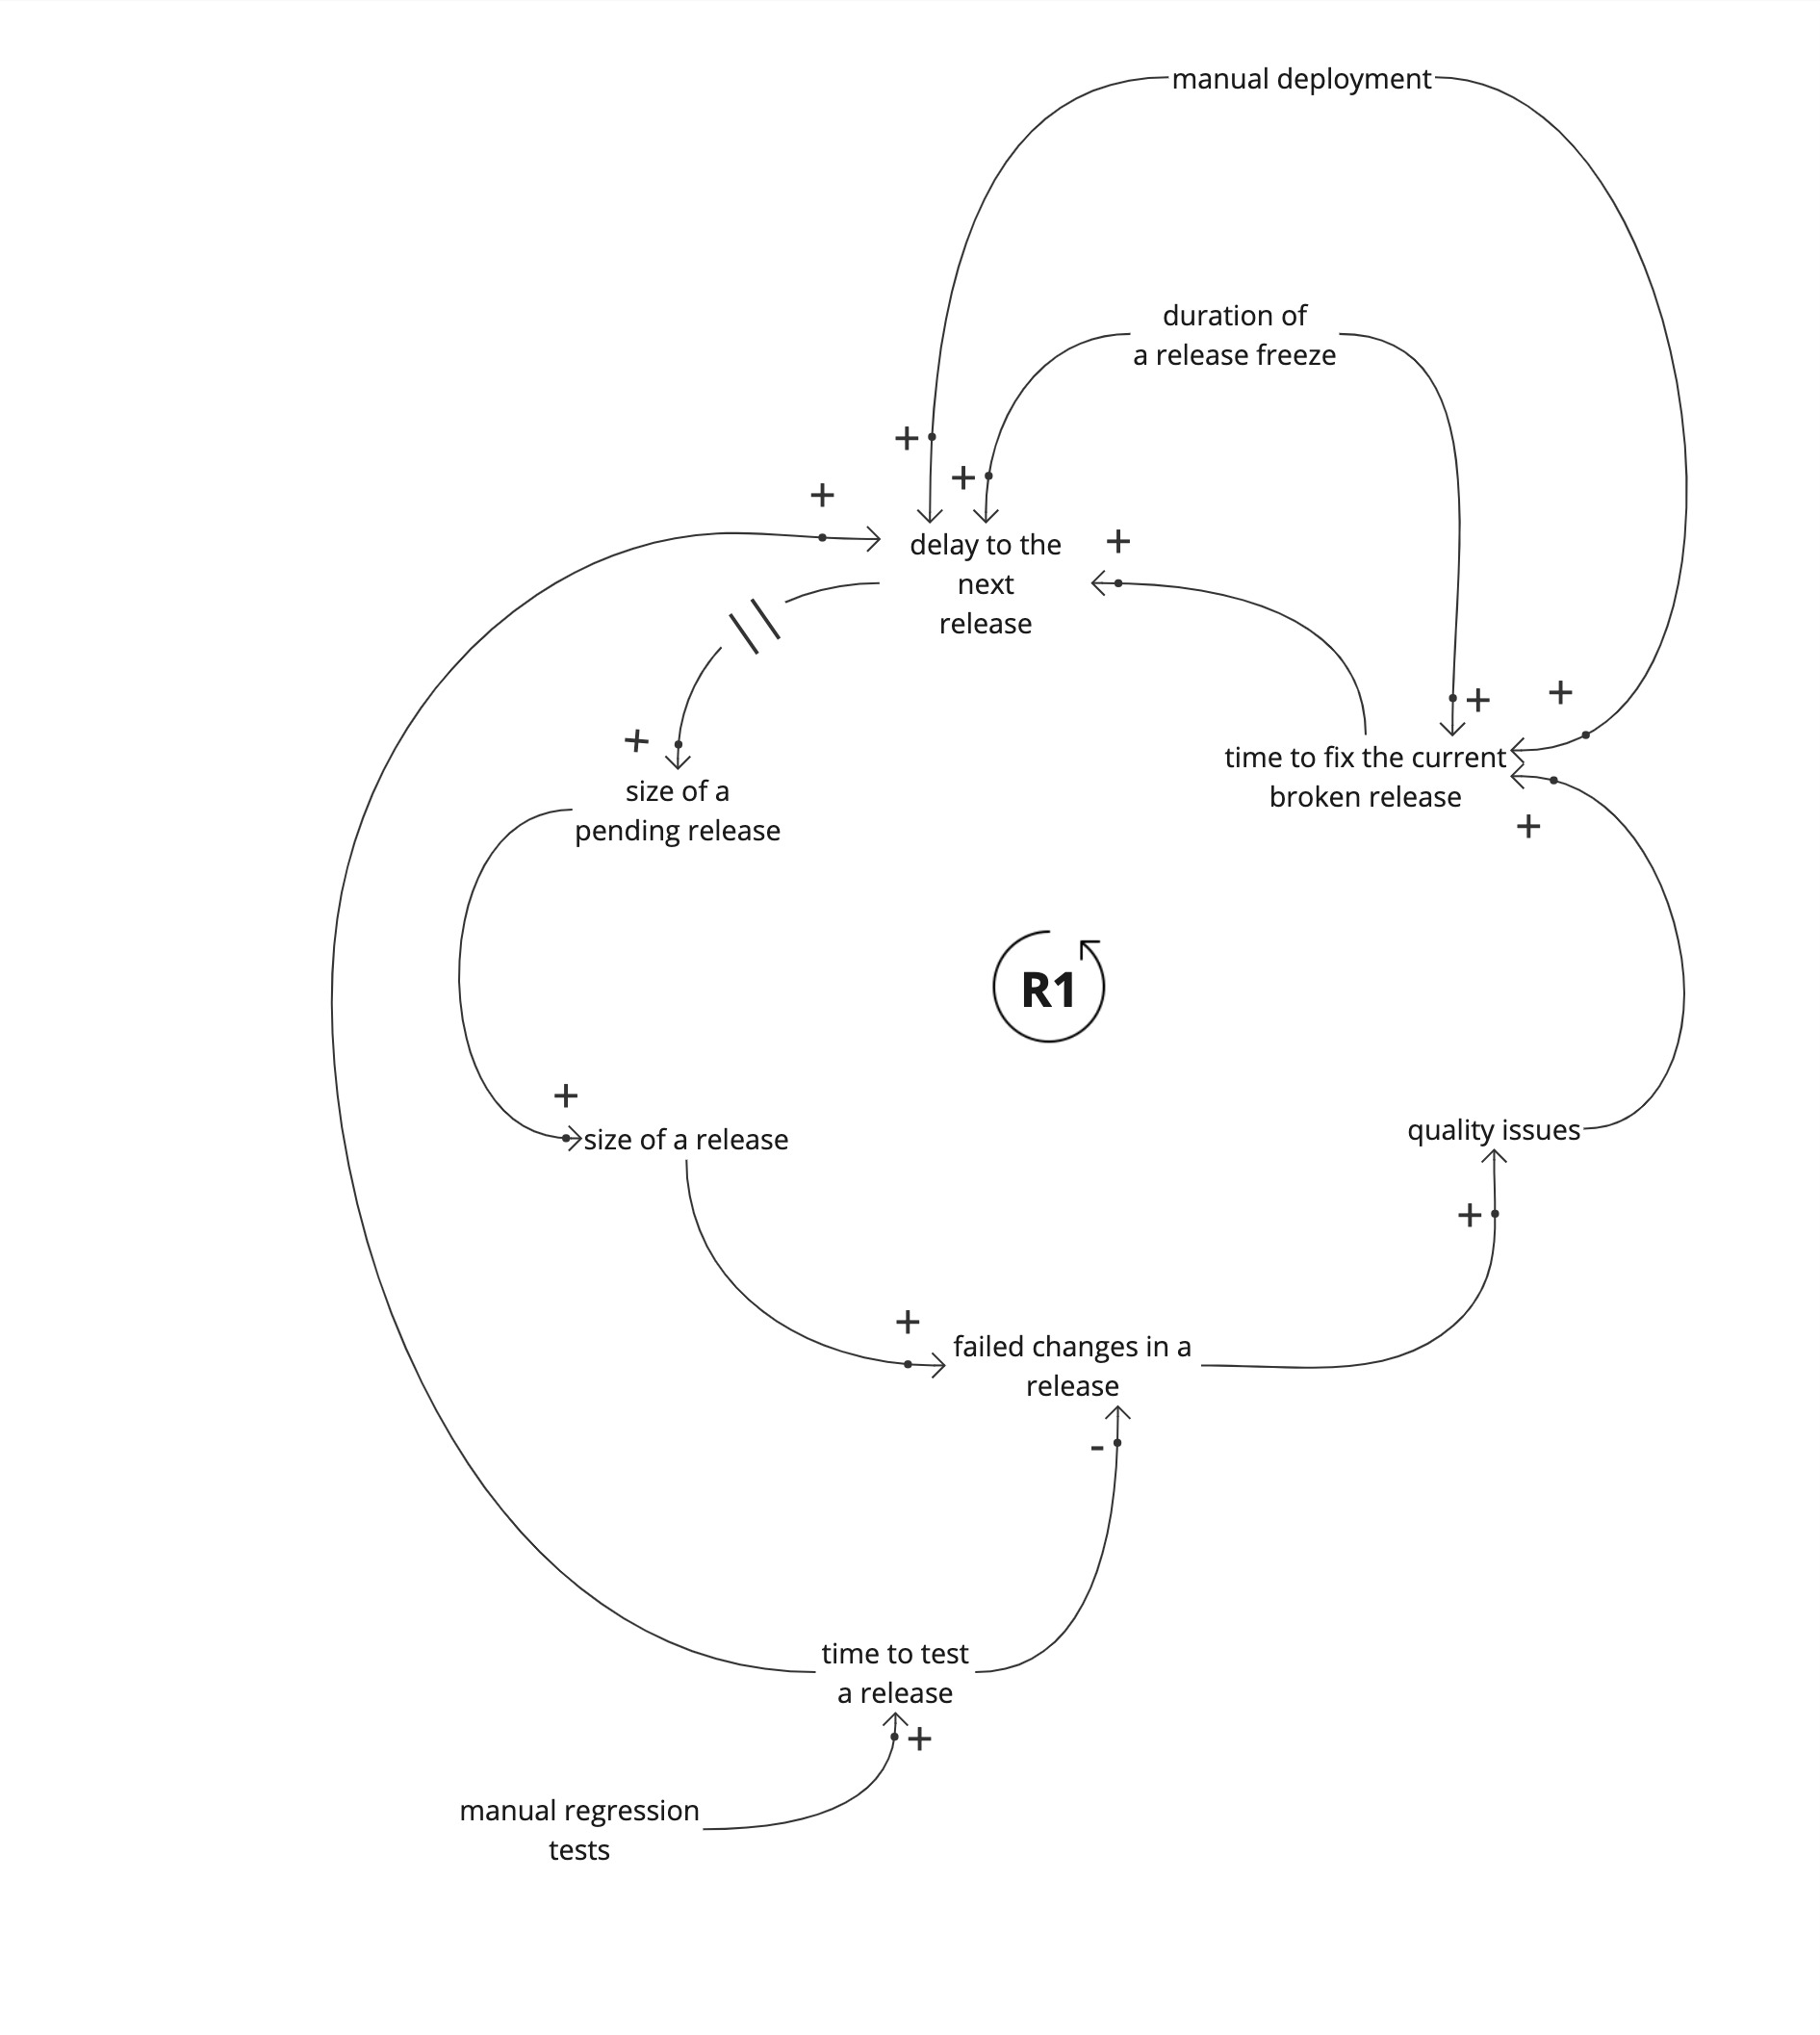 manual deployment
duration of
a release freeze
+
+
+
delay to the
next
release
+
+
+
+
size of a
pending release
time to fix the current
broken release
+
R1
+
size of a release
quality issues
+
+
failed changes in a
release
-
time to test
a release
+
manual regression
tests